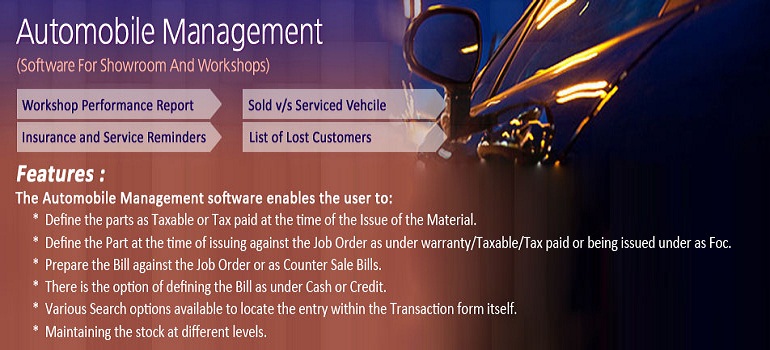 Automobile Management
(Software For Showroom And Workshops)
Workshop Performance Report
Sold v/s Serviced Vehcile
Insurance and Service Reminders
List of Lost Customers
Features :
The Automobile Management software enables the user to:
* Define the parts as Taxable or Tax paid at the time of the Issue of the Material.
* Define the Part at the time of issuing against the Job Order as under warranty/Taxable/Tax paid or being issued under as Foc.
* Prepare the Bill against the Job Order or as Counter Sale Bills.
* There is the option of defining the Bill as under Cash or Credit.
* Various Search options available to locate the entry within the Transaction form itself.
* Maintaining the stock at different levels.